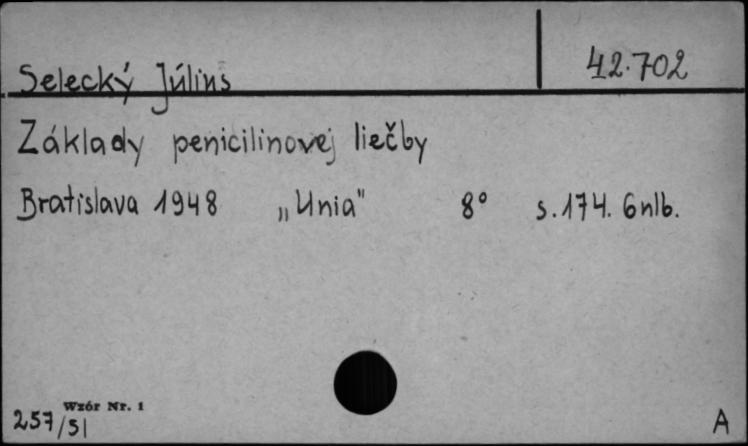 Selecký Július 42.702
Základy penicilinovej liečby
Bratislava 1948 „Unia" 8° s.174. 6nlb.
Wzór Nr. 1
257/51 A